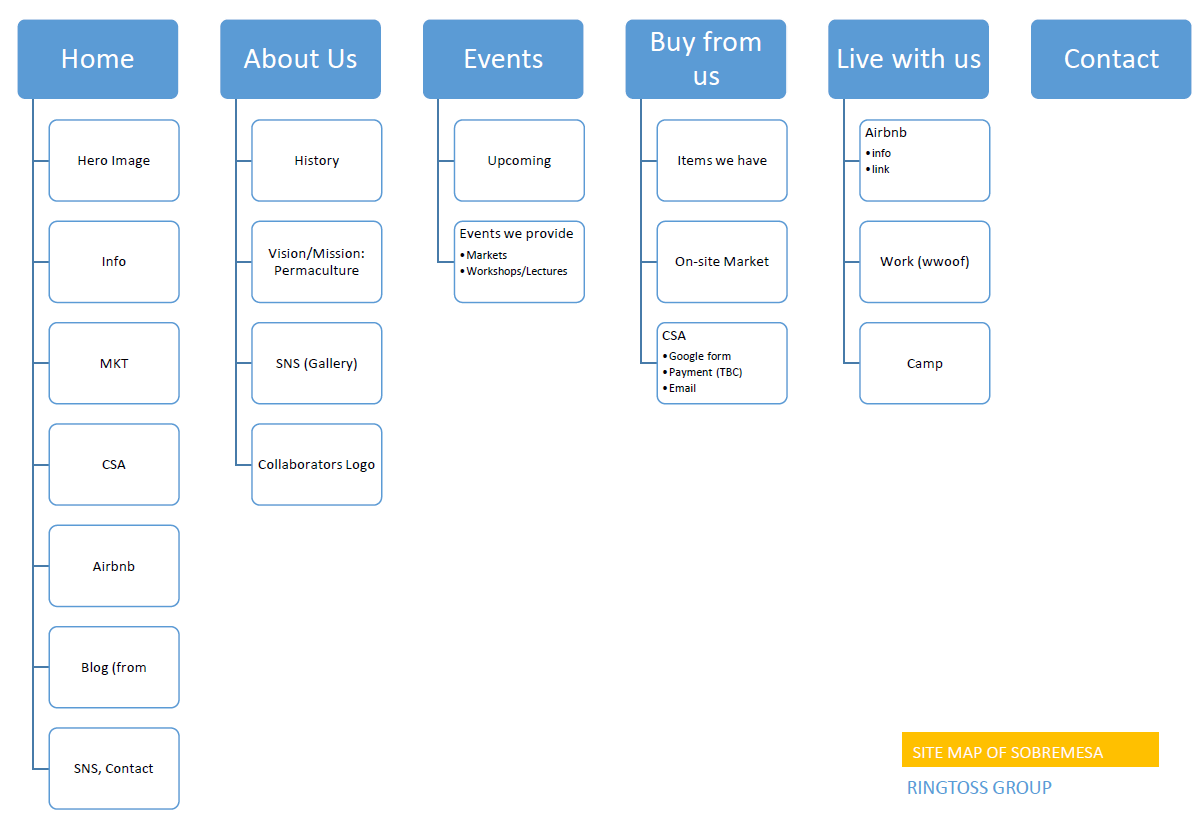 Home
Hero Image
Info
MKT
CSA
Airbnb
Blog (from
SNS, Contact
About Us
History
Vision/Mission:
Permaculture
SNS (Gallery)
Collaborators Logo
Events
Upcoming
Events we provide
•Markets
•Workshops/Lectures
Buy from
us
Items we have
On-site Market
CSA
•Google form
•Payment (TBC)
•Email
Live with us
Airbnb
•info
•link
Work (wwoof)
Camp
Contact
SITE MAP OF SOBREMESA
RINGTOSS GROUP